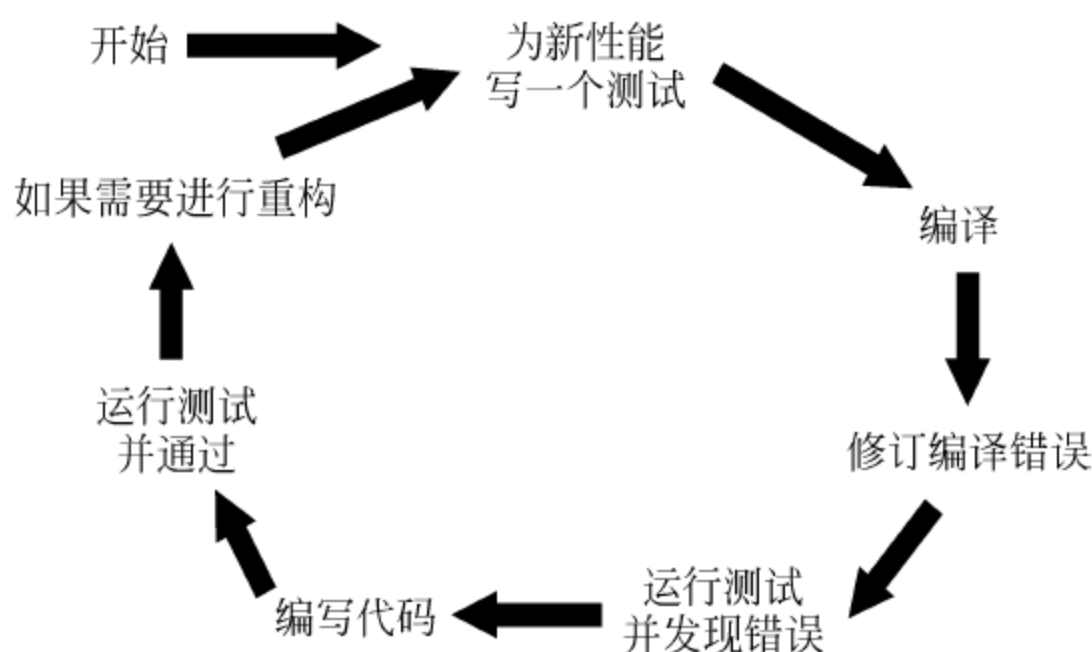 开始
为新性能
写一个测试
编译
修订编译错误
运行测试
并发现错误
编写代码
运行测试
并通过
如果需要进行重构